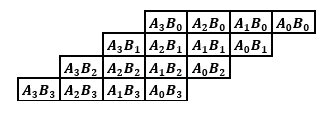 A₃B₀ A₂B₀ A₁B₀ A₀B₀
A₃B₁ A₂B₁ A₁B₁ A₀B₁
A₃B₂ A₂B₂ A₁B₂ A₀B₂
A₃B₃ A₂B₃ A₁B₃ A₀B₃